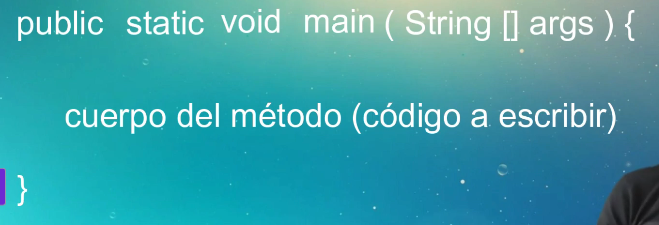 public static void main ( String [] args ) {
cuerpo del método (código a escribir)
}